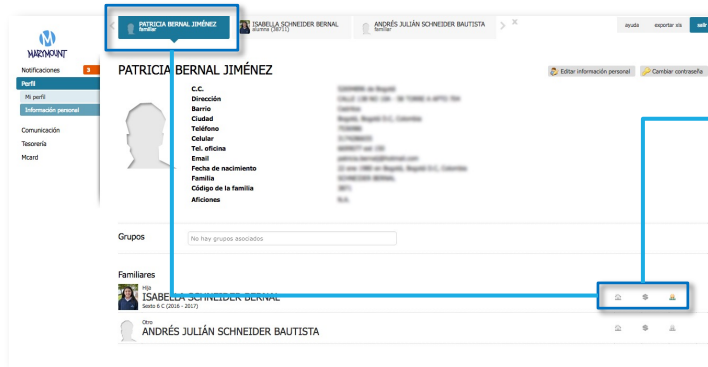 PATRICIA BERNAL JIMÉNEZ
familiar
ISABELLA SCHNEIDER BERNAL
alumna (38711)
ANDRÉS JULIÁN SCHNEIDER BAUTISTA
familiar
X
ayuda
exportar xls
salir
MARYMOUNT
Notificaciones 3
Perfil
Mi perfil
Información personal
Comunicación
Tesorería
Mcard
PATRICIA BERNAL JIMÉNEZ
Editar información personal
Cambiar contraseña
C.C.
Dirección
Barrio
Ciudad
Teléfono
Celular
Tel. oficina
Email
Fecha de nacimiento
Familia
Código de la familia
Aficiones
N.A.
Grupos
No hay grupos asociados
Familiares
Hija
ISABELLA SCHNEIDER BERNAL
Sexto 6 C (2016 - 2017)
Otro
ANDRÉS JULIÁN SCHNEIDER BAUTISTA